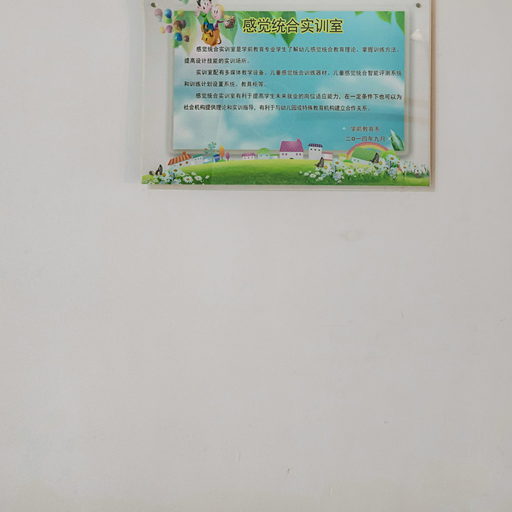 感觉统合实训室
感觉统合实训室是学前教育专业学生了解幼儿感觉统合教育理论、掌握训练方法、
提高设计技能的实训场所。
实训室配有多媒体教学设备、儿童感觉统合训练器材、儿童感觉统合智能评测系统
和训练计划设置系统、教具柜等。
感觉统合实训室有利于提高学生未来就业的岗位适应能力，在一定条件下也可以为
社会机构提供理论和实训指导，有利于与幼儿园或特殊教育机构建立合作关系。
学前教育系
二0一四年九月